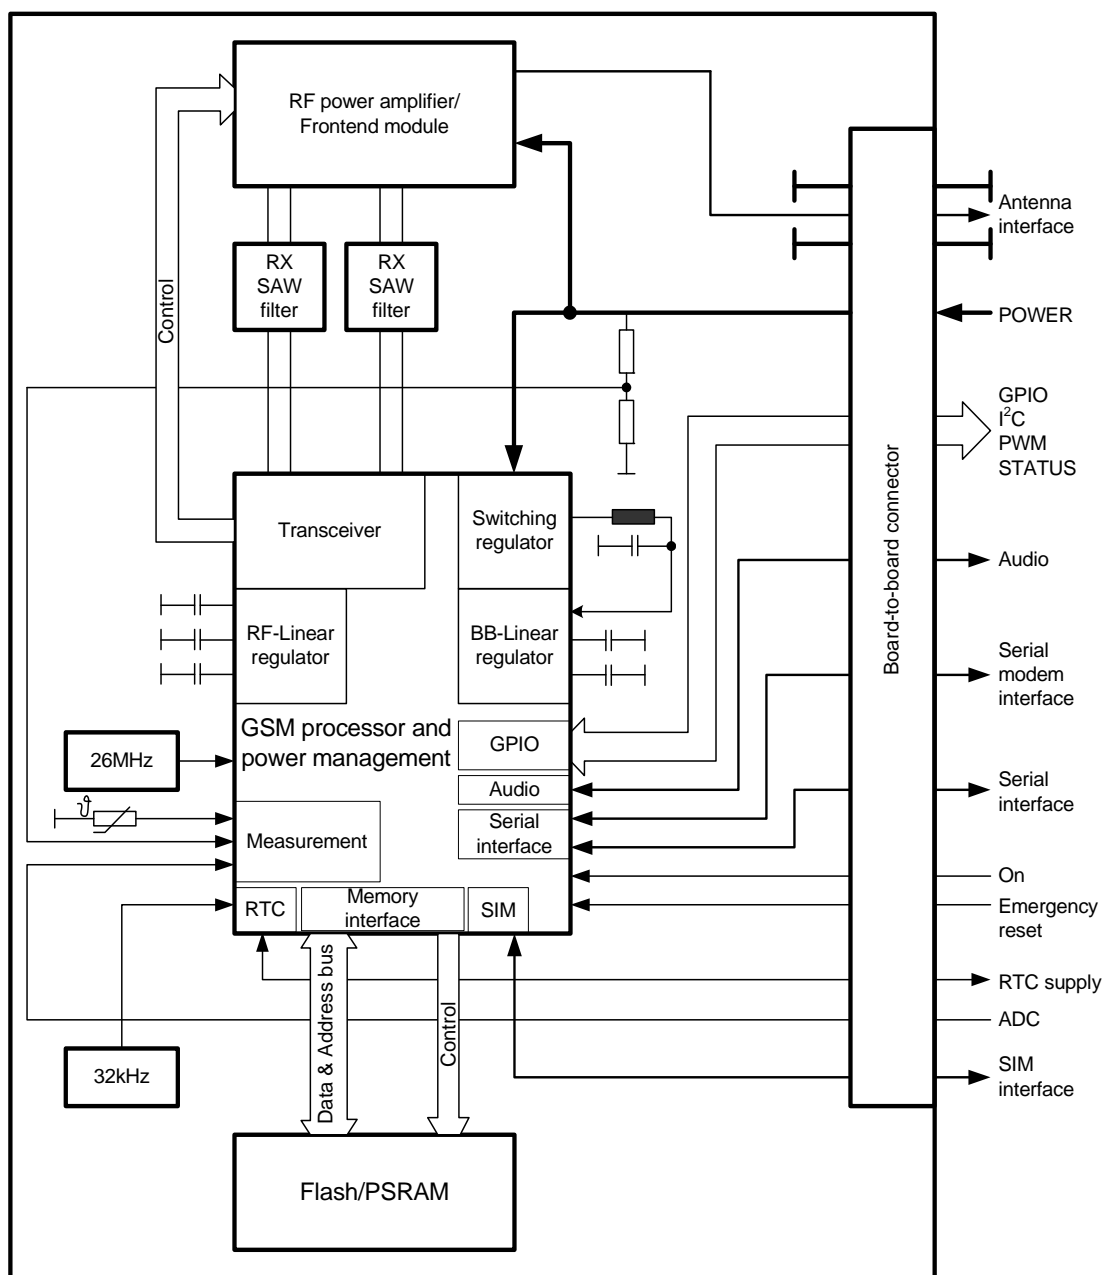 RF power amplifier/
Frontend module
RX
SAW
filter
RX
SAW
filter
Control
Antenna
interface
POWER
GPIO
I²C
PWM
STATUS
Board-to-board connector
Transceiver
Switching
regulator
Audio
RF-Linear
regulator
BB-Linear
regulator
Serial
modem
interface
GSM processor and
power management
GPIO
26MHz
Audio
Serial
interface
ϑ
Measurement
Serial
interface
On
Emergency
reset
RTC
Memory
interface
SIM
Data & Address bus
Control
RTC supply
ADC
32kHz
SIM
interface
Flash/PSRAM